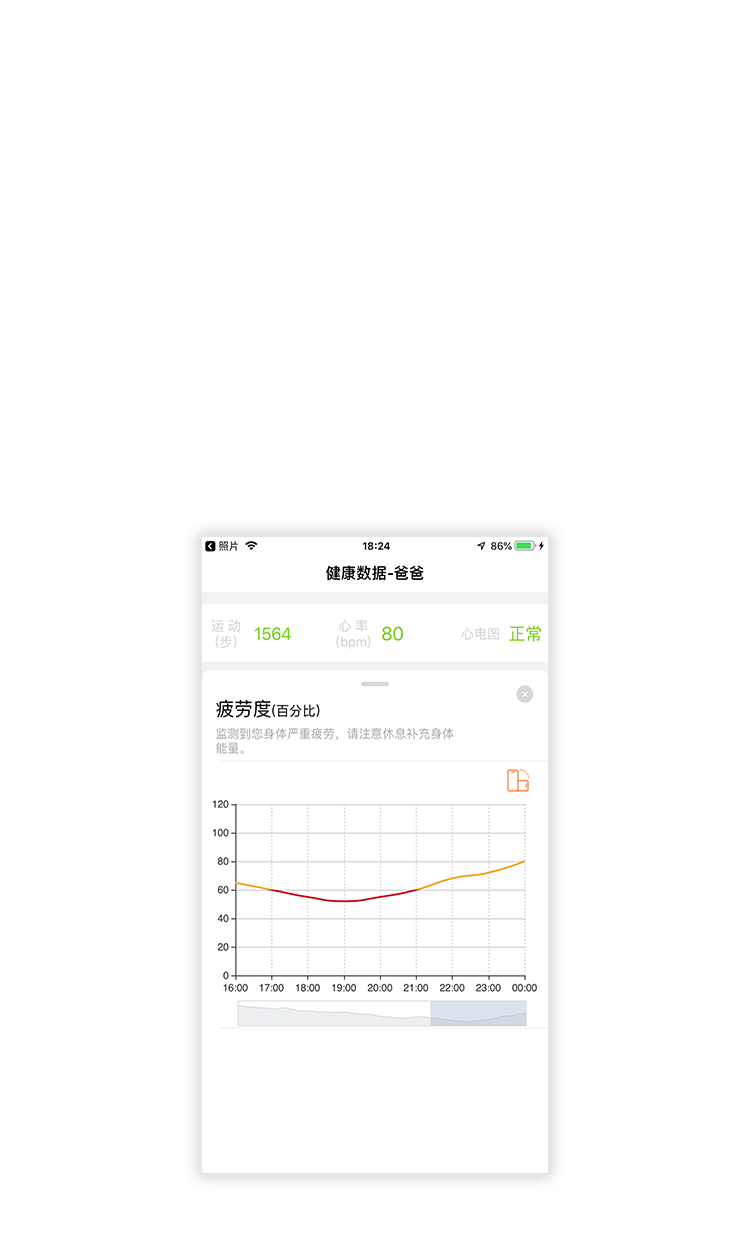 照片 18:24 86%
健康数据-爸爸
运动 1564 心率 80 心电图 正常
(步) (bpm)
疲劳度(百分比)
监测到您身体严重疲劳，请注意休息补充身体
能量。
120
100
80
60
40
20
0
16:00 17:00 18:00 19:00 20:00 21:00 22:00 23:00 00:00